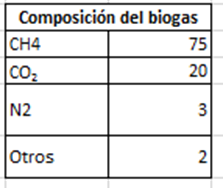 Composición del biogas
CH4 75
CO₂ 20
N2 3
Otros 2